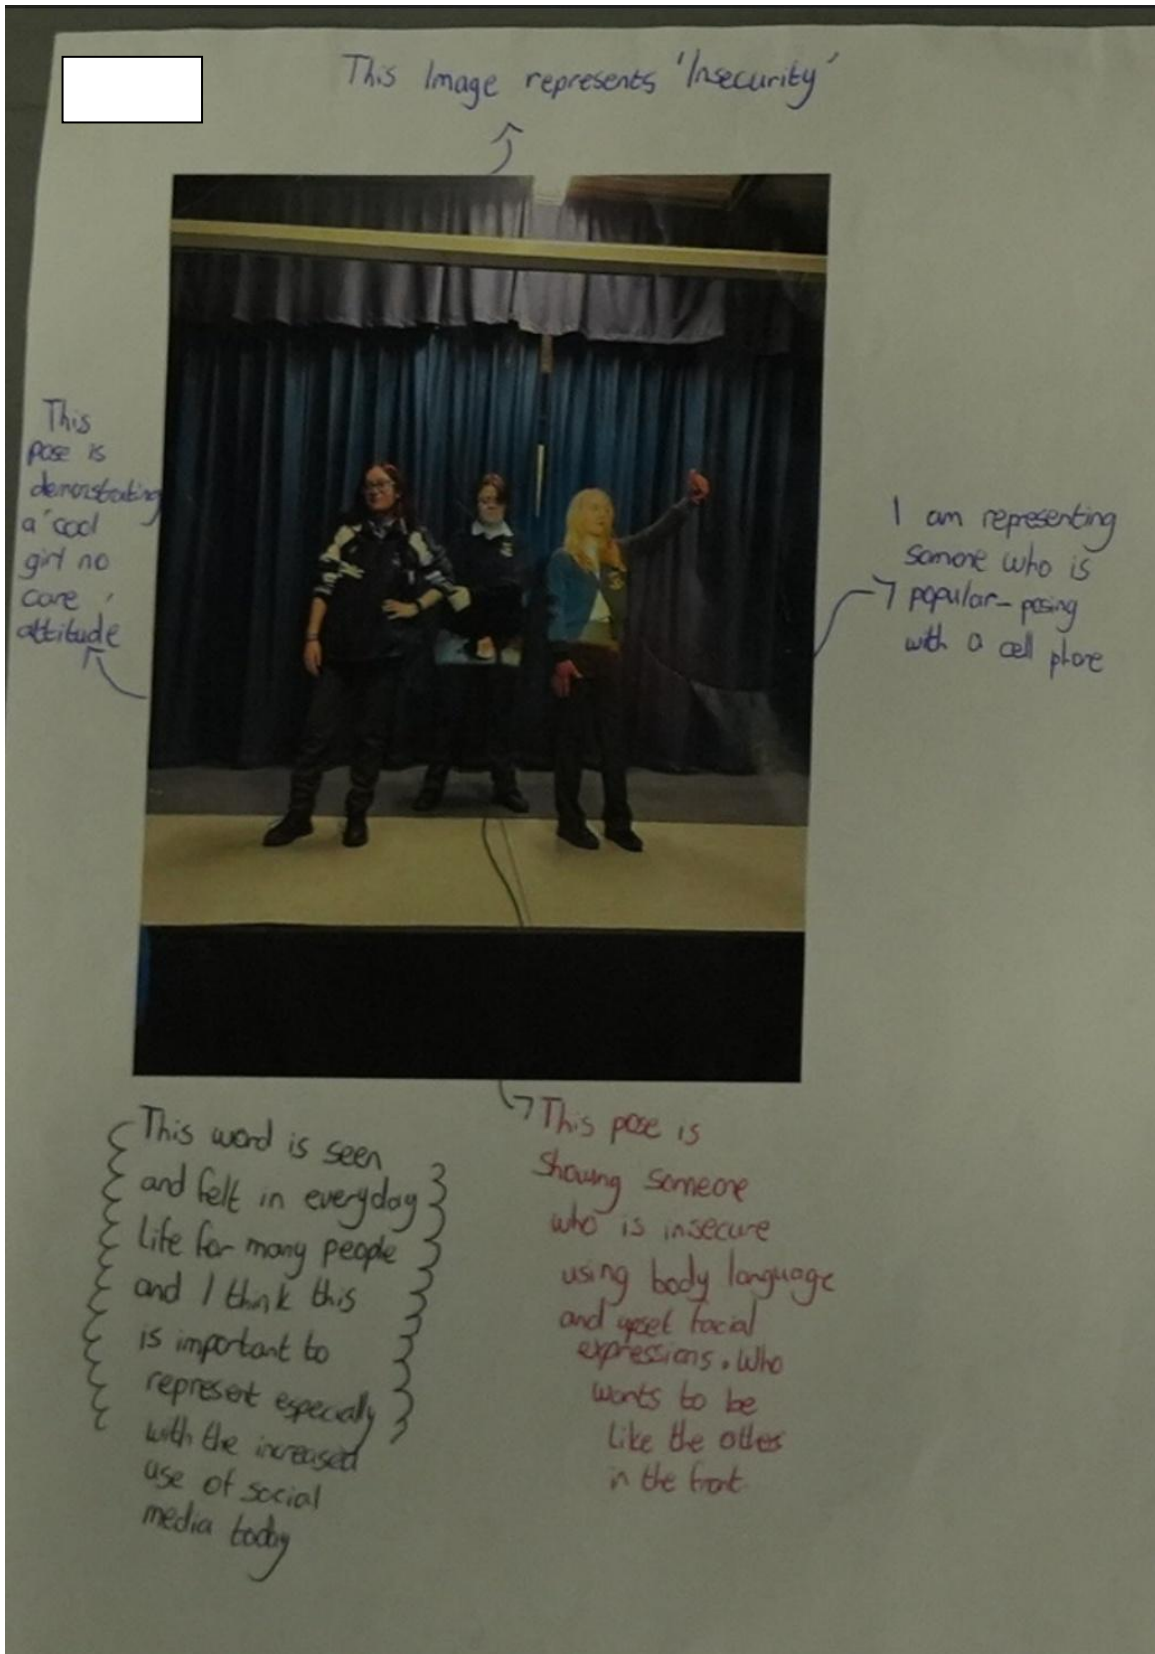 This Image represents 'Insecurity'
This
pose is
demonstrating
a 'cool
girl no
care'
attitude
I am representing
somone who is
popular - posing
with a cell phone
This word is seen
and felt in everyday
life for many people
and I think this
is important to
represent especially
with the increased
use of social
media today
This pose is
showing someone
who is insecure
using body language
and upset facial
expressions. Who
wants to be
like the others
in the front.